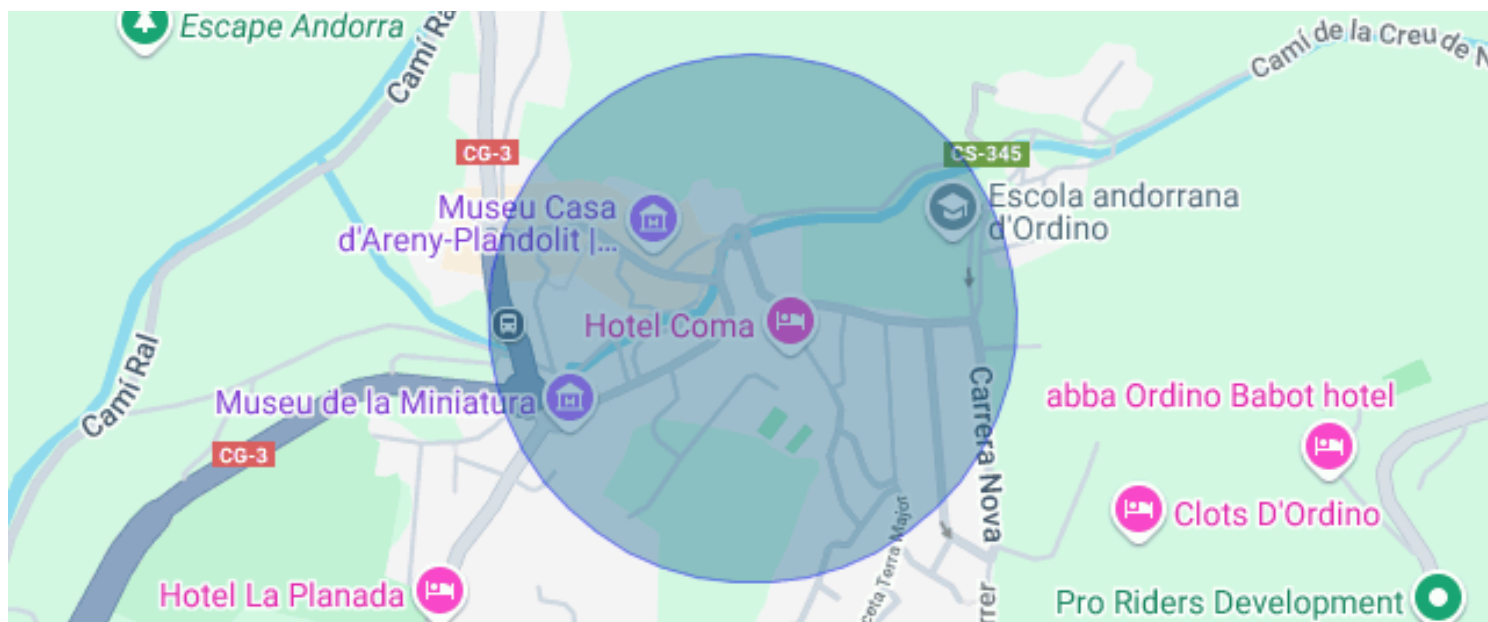 Escape Andorra
Camí Ral
Camí de la Creu de N
CG-3
CS-345
Museu Casa
d'Areny-Plandolit |...
Escola andorrana
d'Ordino
Hotel Coma
Camí Ral
Museu de la Miniatura
Carrera Nova
abba Ordino Babot hotel
CG-3
Clots D'Ordino
ceta Terra Major
Hotel La Planada
rrer
Pro Riders Development